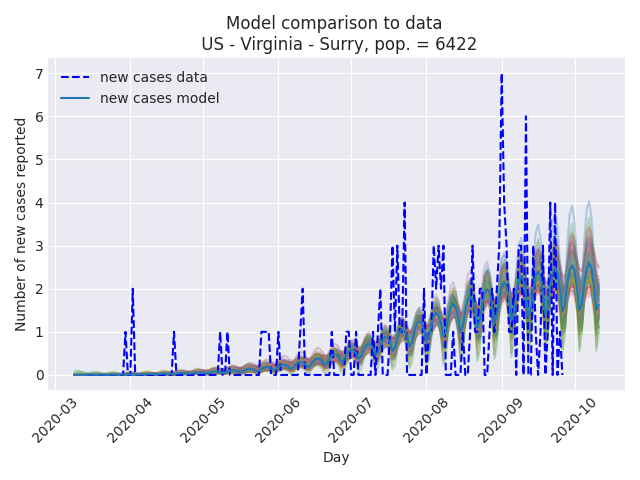 Model comparison to data
US - Virginia - Surry, pop. = 6422
7
6
5
4
3
2
1
0
Number of new cases reported
new cases data
new cases model
2020-03
2020-04
2020-05
2020-06
2020-07
2020-08
2020-09
2020-10
Day